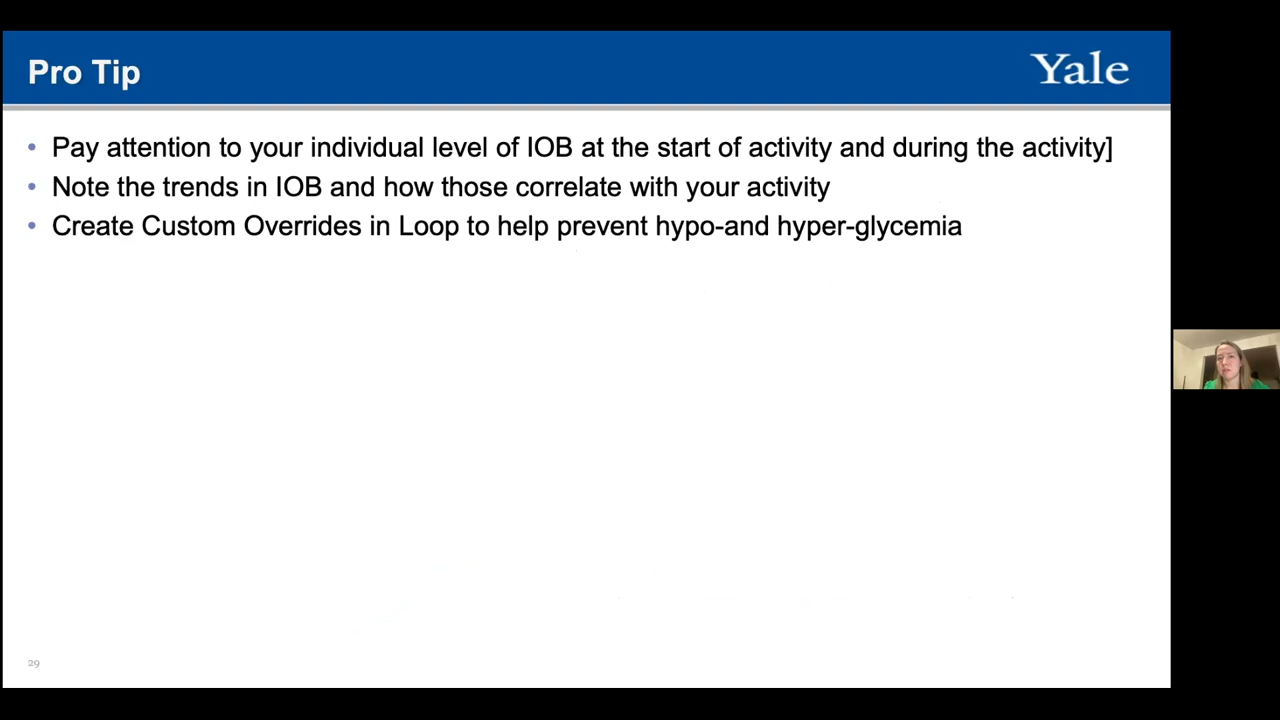 Pro Tip
Yale
• Pay attention to your individual level of IOB at the start of activity and during the activity]
• Note the trends in IOB and how those correlate with your activity
• Create Custom Overrides in Loop to help prevent hypo-and hyper-glycemia
29